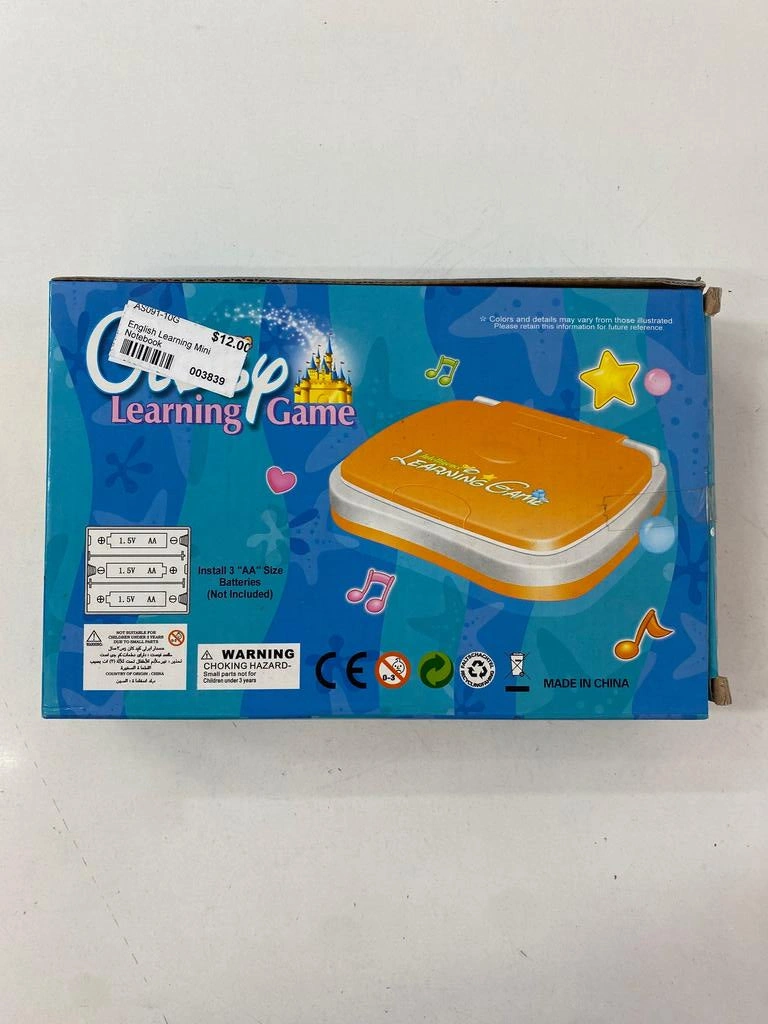 AS091-10G
$12.00
English Learning Mini
Notebook
003839
Learning Game
☆ Colors and details may vary from those illustrated
Please retain this information for future reference
LEARNING GAME
⊕ 1.5V AA ⊖
⊖ 1.5V AA ⊕
⊕ 1.5V AA ⊖
Install 3 "AA" Size
Batteries
(Not Included)
NOT SUITABLE FOR
CHILDREN UNDER 3 YEARS
DUE TO SMALL PARTS
COUNTRY OF ORIGIN : CHINA
WARNING
CHOKING HAZARD-
Small parts not for
Children under 3 years
CE
0-3
MADE IN CHINA